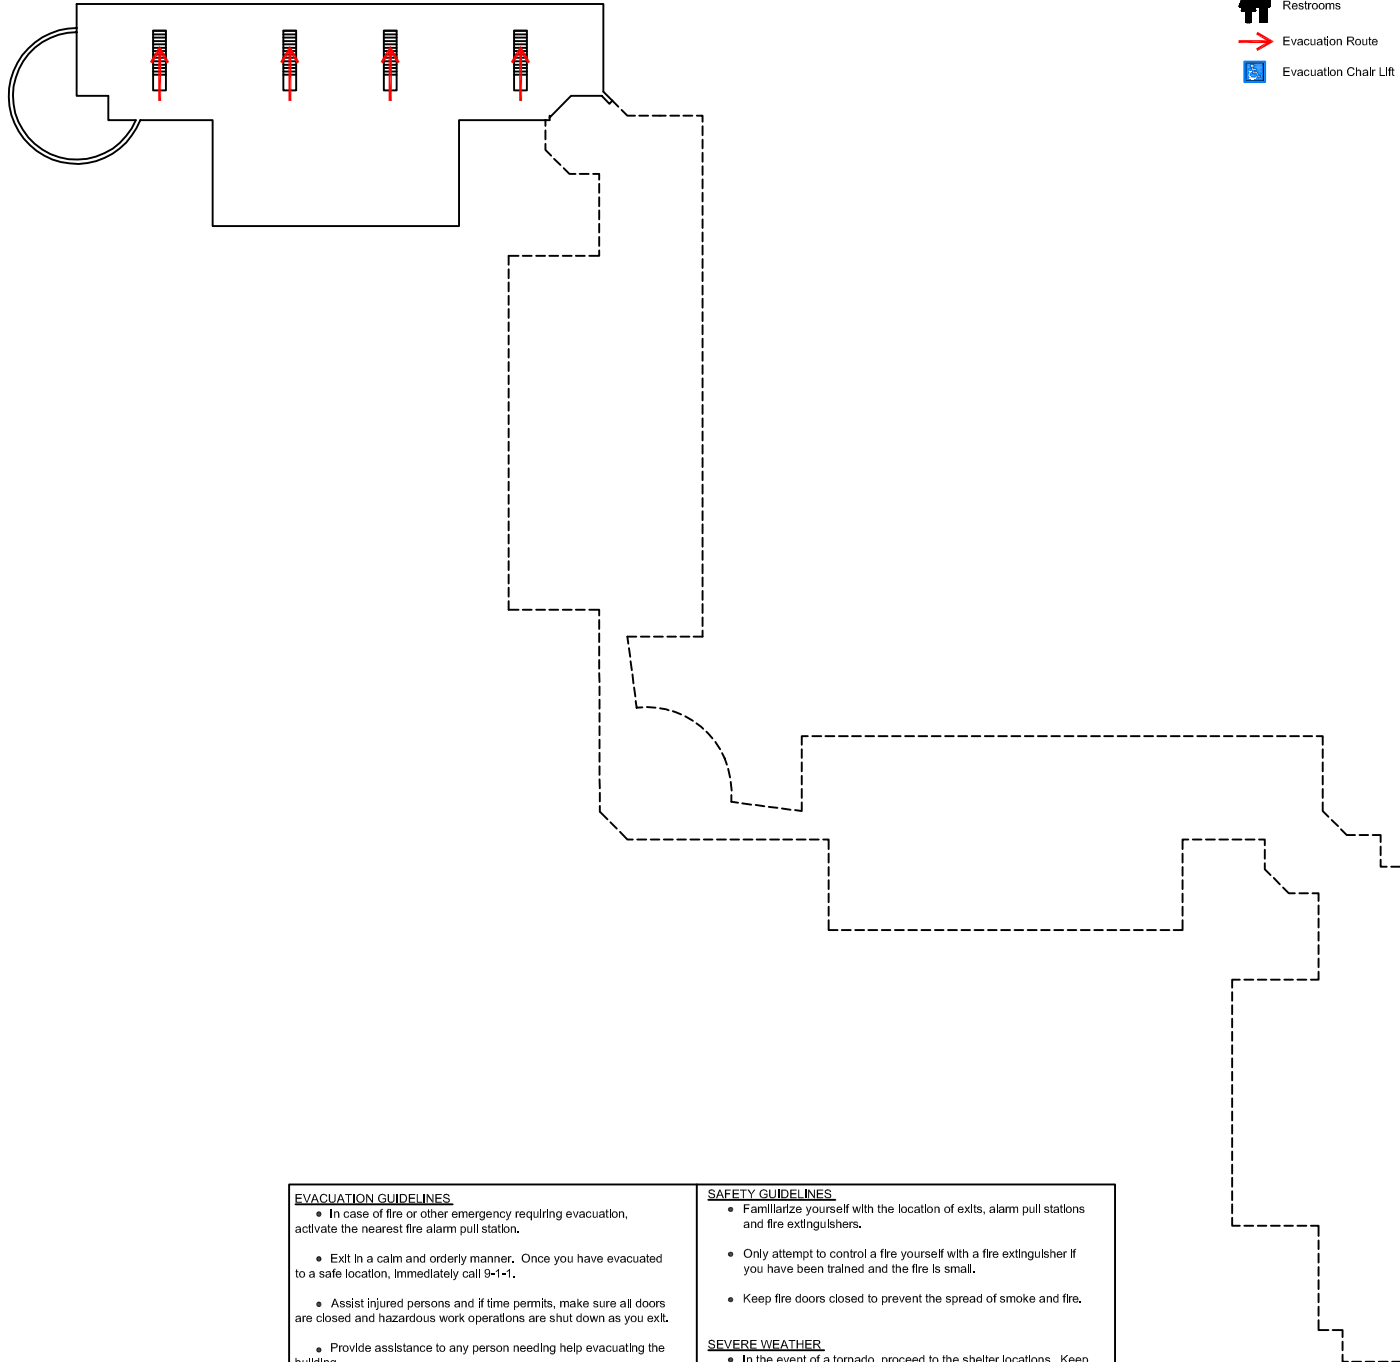 Restrooms
Evacuation Route
Evacuation Chair Lift
EVACUATION GUIDELINES
• In case of fire or other emergency requiring evacuation,
activate the nearest fire alarm pull station.
• Exit in a calm and orderly manner. Once you have evacuated
to a safe location, immediately call 9-1-1.
• Assist injured persons and if time permits, make sure all doors
are closed and hazardous work operations are shut down as you exit.
• Provide assistance to any person needing help evacuating the
building.
SAFETY GUIDELINES
• Familiarize yourself with the location of exits, alarm pull stations
and fire extinguishers.
• Only attempt to control a fire yourself with a fire extinguisher if
you have been trained and the fire is small.
• Keep fire doors closed to prevent the spread of smoke and fire.
SEVERE WEATHER
• In the event of a tornado, proceed to the shelter locations. Keep